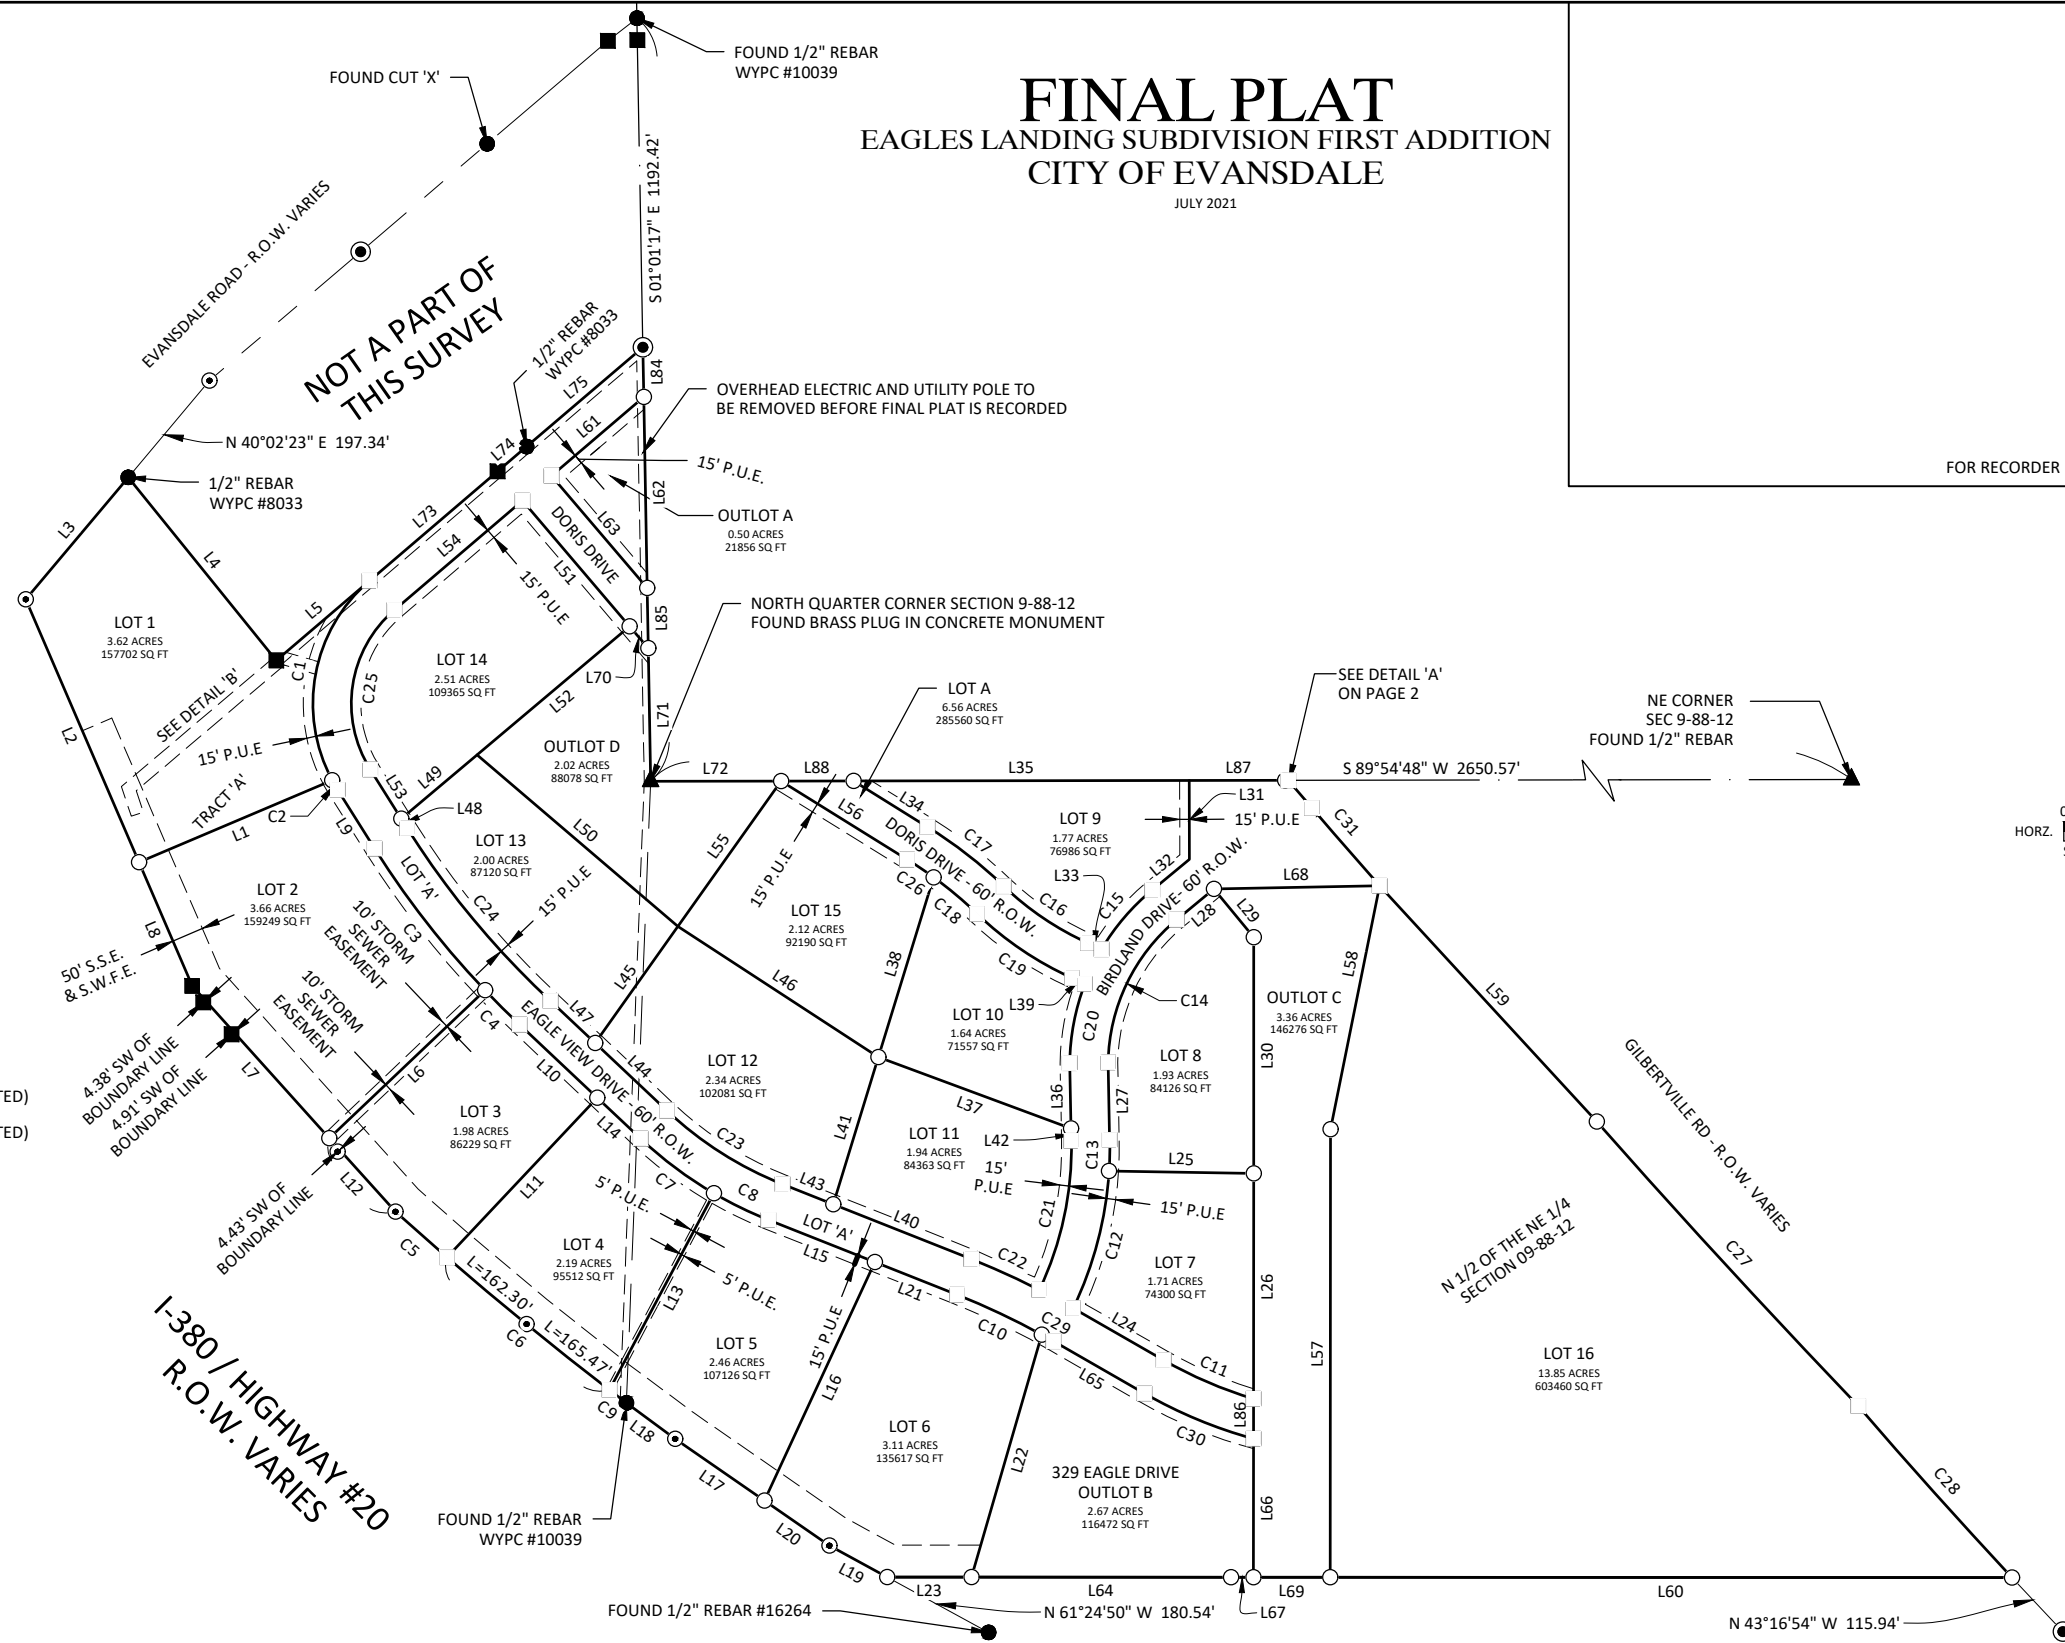 FINAL PLAT
EAGLES LANDING SUBDIVISION FIRST ADDITION
CITY OF EVANSDALE
JULY 2021
FOR RECORDER
FOUND 1/2" REBAR
WYPC #10039
FOUND CUT 'X'
EVANSDALE ROAD - R.O.W. VARIES
S 01°01'17" E 1192.42'
NOT A PART OF
THIS SURVEY
N 40°02'23" E 197.34'
1/2" REBAR
WYPC #8033
1/2" REBAR
WYPC #8033
L75
L84
L74
L61
OVERHEAD ELECTRIC AND UTILITY POLE TO
BE REMOVED BEFORE FINAL PLAT IS RECORDED
15' P.U.E.
L62
L63
OUTLOT A
0.50 ACRES
21856 SQ FT
L73
L54
DORIS DRIVE
L51
15' P.U.E
L85
L3
L4
L5
NORTH QUARTER CORNER SECTION 9-88-12
FOUND BRASS PLUG IN CONCRETE MONUMENT
LOT 1
3.62 ACRES
157702 SQ FT
C1
C25
LOT 14
2.51 ACRES
109365 SQ FT
L70
L52
L71
SEE DETAIL 'B'
L2
15' P.U.E
TRACT 'A'
L1
C2
L53
L49
L48
OUTLOT D
2.02 ACRES
88078 SQ FT
LOT A
6.56 ACRES
285560 SQ FT
SEE DETAIL 'A'
ON PAGE 2
NE CORNER
SEC 9-88-12
FOUND 1/2" REBAR
L72
L88
L35
L87
S 89°54'48" W 2650.57'
HORZ.
L9
LOT 'A'
LOT 13
2.00 ACRES
87120 SQ FT
L50
L55
L56
L34
DORIS DRIVE - 60' R.O.W.
C17
LOT 9
1.77 ACRES
76986 SQ FT
L31
15' P.U.E
C31
L32
L33
L68
LOT 2
3.66 ACRES
159249 SQ FT
C24
15' P.U.E
C3
10' STORM
SEWER
EASEMENT
15' P.U.E
LOT 15
2.12 ACRES
92190 SQ FT
C26
C18
C16
C15
BIRDLAND DRIVE - 60' R.O.W.
L28
L29
L8
50' S.S.E.
& S.W.F.E.
10' STORM
SEWER
EASEMENT
L45
L46
L38
C19
L39
C14
L58
L59
OUTLOT C
3.36 ACRES
146276 SQ FT
C4
L47
EAGLE VIEW DRIVE - 60' R.O.W.
LOT 10
1.64 ACRES
71557 SQ FT
C20
L30
4.38' SW OF
BOUNDARY LINE
4.91' SW OF
BOUNDARY LINE
L7
L6
L10
L44
LOT 12
2.34 ACRES
102081 SQ FT
LOT 8
1.93 ACRES
84126 SQ FT
GILBERTVILLE RD - R.O.W. VARIES
TED)
TED)
LOT 3
1.98 ACRES
86229 SQ FT
L14
C23
L41
L37
L36
L27
LOT 11
1.94 ACRES
84363 SQ FT
L42
C13
L25
15'
P.U.E
L12
4.43' SW OF
BOUNDARY LINE
L11
5' P.U.E.
C7
C8
L43
L40
C21
C12
15' P.U.E
C5
LOT 4
2.19 ACRES
95512 SQ FT
LOT 'A'
L15
C22
LOT 7
1.71 ACRES
74300 SQ FT
N 1/2 OF THE NE 1/4
SECTION 09-88-12
C27
L=162.30'
L13
5' P.U.E.
L21
C10
C29
L24
L26
I-380 / HIGHWAY #20
R.O.W. VARIES
C6
L=165.47'
LOT 5
2.46 ACRES
107126 SQ FT
15' P.U.E
L16
L65
C11
L57
LOT 16
13.85 ACRES
603460 SQ FT
C9
L18
L86
C30
LOT 6
3.11 ACRES
135617 SQ FT
L22
329 EAGLE DRIVE
OUTLOT B
2.67 ACRES
116472 SQ FT
L17
L66
C28
FOUND 1/2" REBAR
WYPC #10039
L20
L19
L23
L64
L67
L69
L60
FOUND 1/2" REBAR #16264
N 61°24'50" W 180.54'
N 43°16'54" W 115.94'